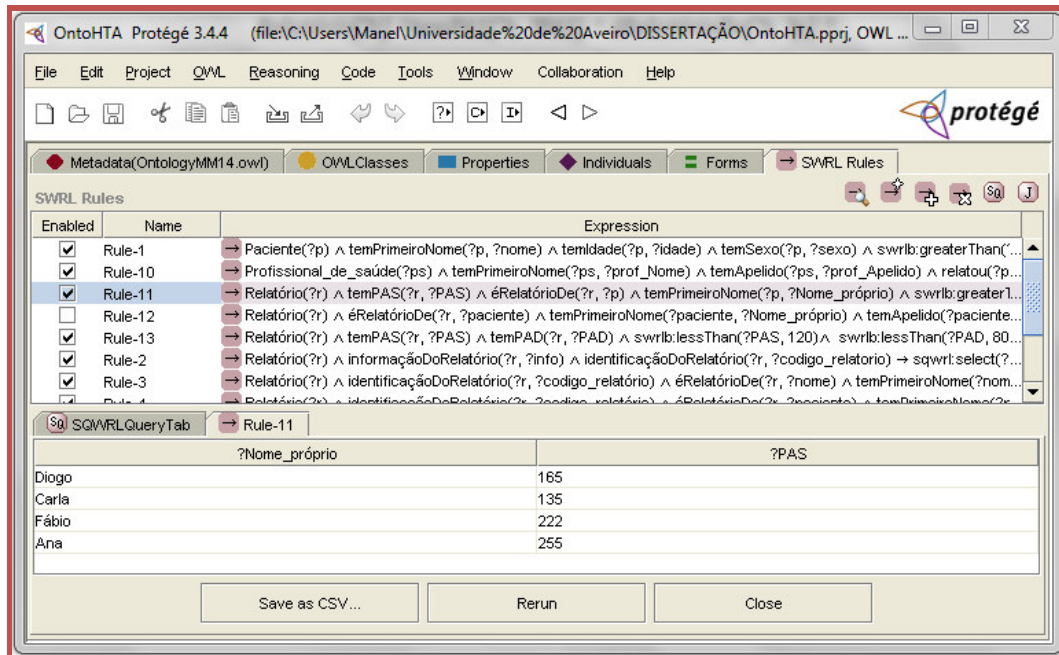 OntoHTA Protégé 3.4.4 (file:\C:\Users\Manel\Universidade%20de%20Aveiro\DISSERTAÇÃO\OntoHTA.pprj, OWL ...
File Edit Project OWL Reasoning Code Tools Window Collaboration Help
protégé
Metadata(OntologyMM14.owl) OWLClasses Properties Individuals Forms SWRL Rules
SWRL Rules
Enabled Name Expression
Rule-1 → Paciente(?p) ∧ temPrimeiroNome(?p, ?nome) ∧ temIdade(?p, ?idade) ∧ temSexo(?p, ?sexo) ∧ swrlb:greaterThan(?...
Rule-10 → Profissional_de_saúde(?ps) ∧ temPrimeiroNome(?ps, ?prof_Nome) ∧ temApelido(?ps, ?prof_Apelido) ∧ relatou(?p...
Rule-11 → Relatório(?r) ∧ temPAS(?r, ?PAS) ∧ éRelatórioDe(?r, ?p) ∧ temPrimeiroNome(?p, ?Nome_próprio) ∧ swrlb:greaterT...
Rule-12 → Relatório(?r) ∧ éRelatórioDe(?r, ?paciente) ∧ temPrimeiroNome(?paciente, ?Nome_próprio) ∧ temApelido(?paciente...
Rule-13 → Relatório(?r) ∧ temPAS(?r, ?PAS) ∧ temPAD(?r, ?PAD) ∧ swrlb:lessThan(?PAS, 120)∧ swrlb:lessThan(?PAD, 80...
Rule-2 → Relatório(?r) ∧ informaçãoDoRelatório(?r, ?info) ∧ identificaçãoDoRelatório(?r, ?codigo_relatorio) → sqwrl:select(?...
Rule-3 → Relatório(?r) ∧ identificaçãoDoRelatório(?r, ?codigo_relatório) ∧ éRelatórioDe(?r, ?nome) ∧ temPrimeiroNome(?nom...
SQWRLQueryTab → Rule-11
?Nome_próprio ?PAS
Diogo 165
Carla 135
Fábio 222
Ana 255
Save as CSV... Rerun Close